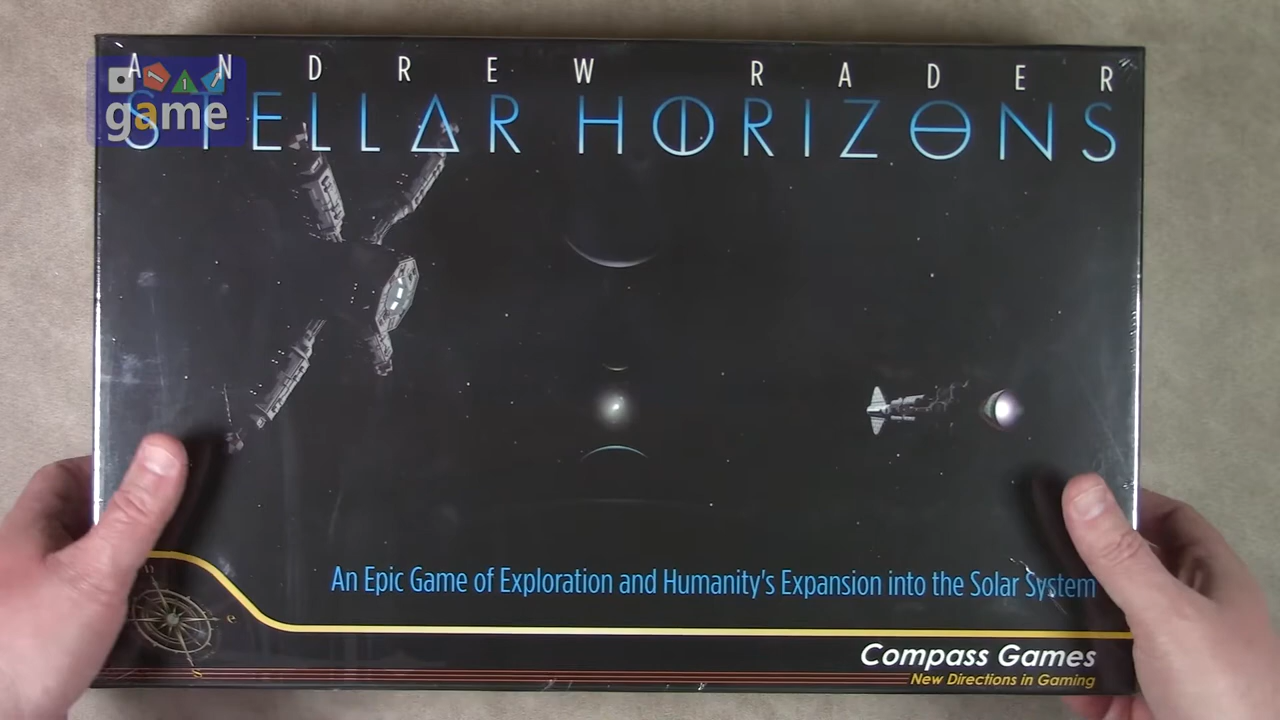 ANDREW RADER
STELLAR HORIZONS
game
An Epic Game of Exploration and Humanity's Expansion into the Solar System
Compass Games
New Directions in Gaming